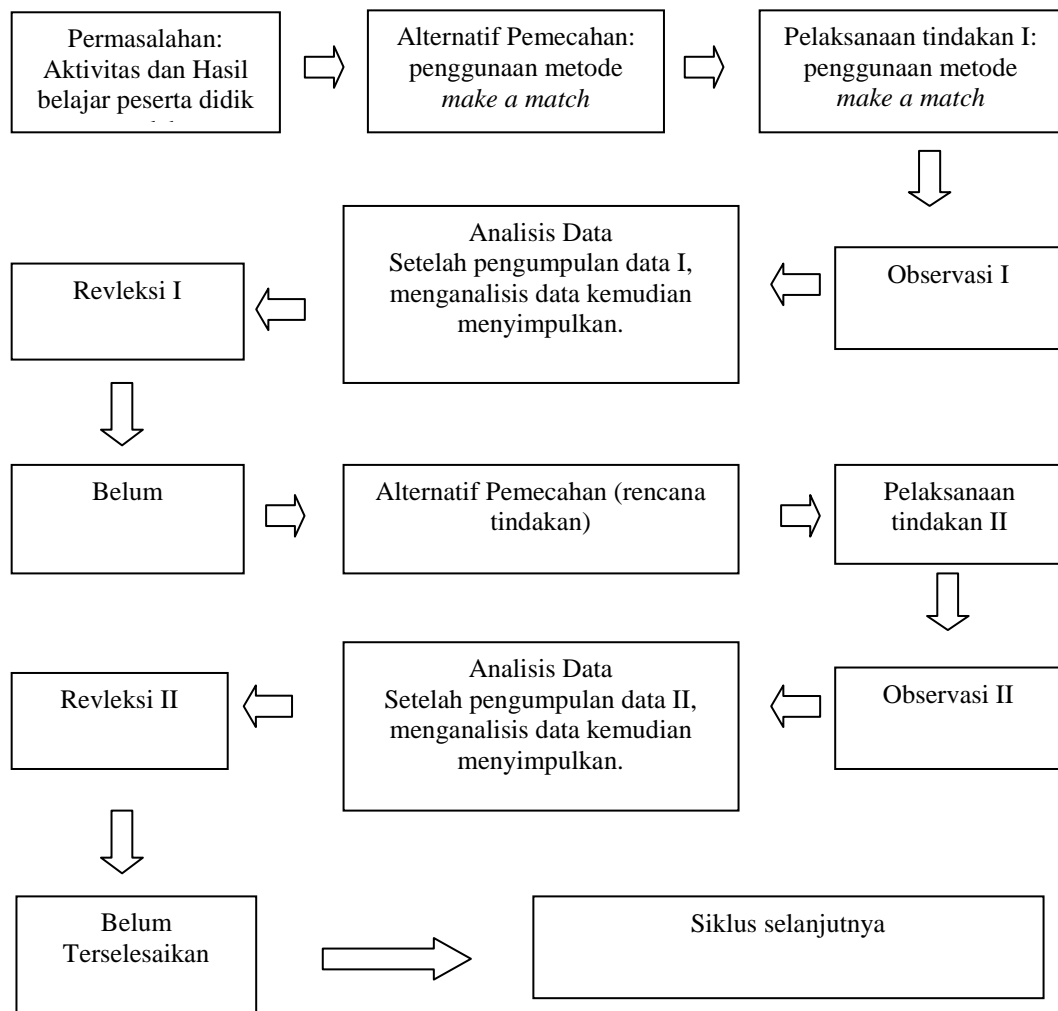 Permasalahan:
Aktivitas dan Hasil
belajar peserta didik
Alternatif Pemecahan:
penggunaan metode
make a match
Pelaksanaan tindakan I:
penggunaan metode
make a match
Revleksi I
Analisis Data
Setelah pengumpulan data I,
menganalisis data kemudian
menyimpulkan.
Observasi I
Belum
Alternatif Pemecahan (rencana
tindakan)
Pelaksanaan
tindakan II
Revleksi II
Analisis Data
Setelah pengumpulan data II,
menganalisis data kemudian
menyimpulkan.
Observasi II
Belum
Terselesaikan
Siklus selanjutnya